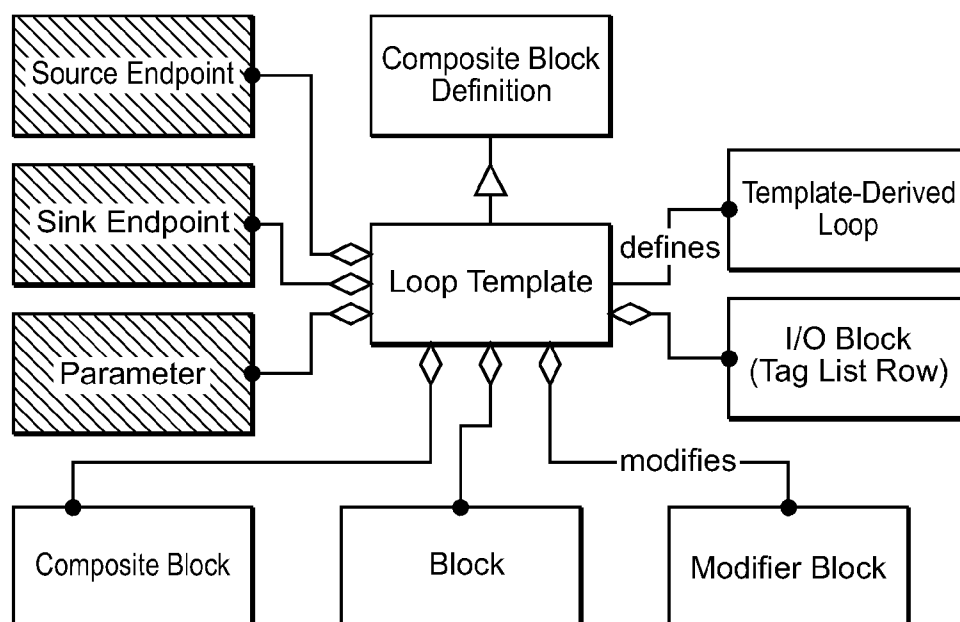 Source Endpoint
Composite Block
Definition
Sink Endpoint
Template-Derived
Loop
defines
Loop Template
Parameter
I/O Block
(Tag List Row)
modifies
Composite Block
Block
Modifier Block